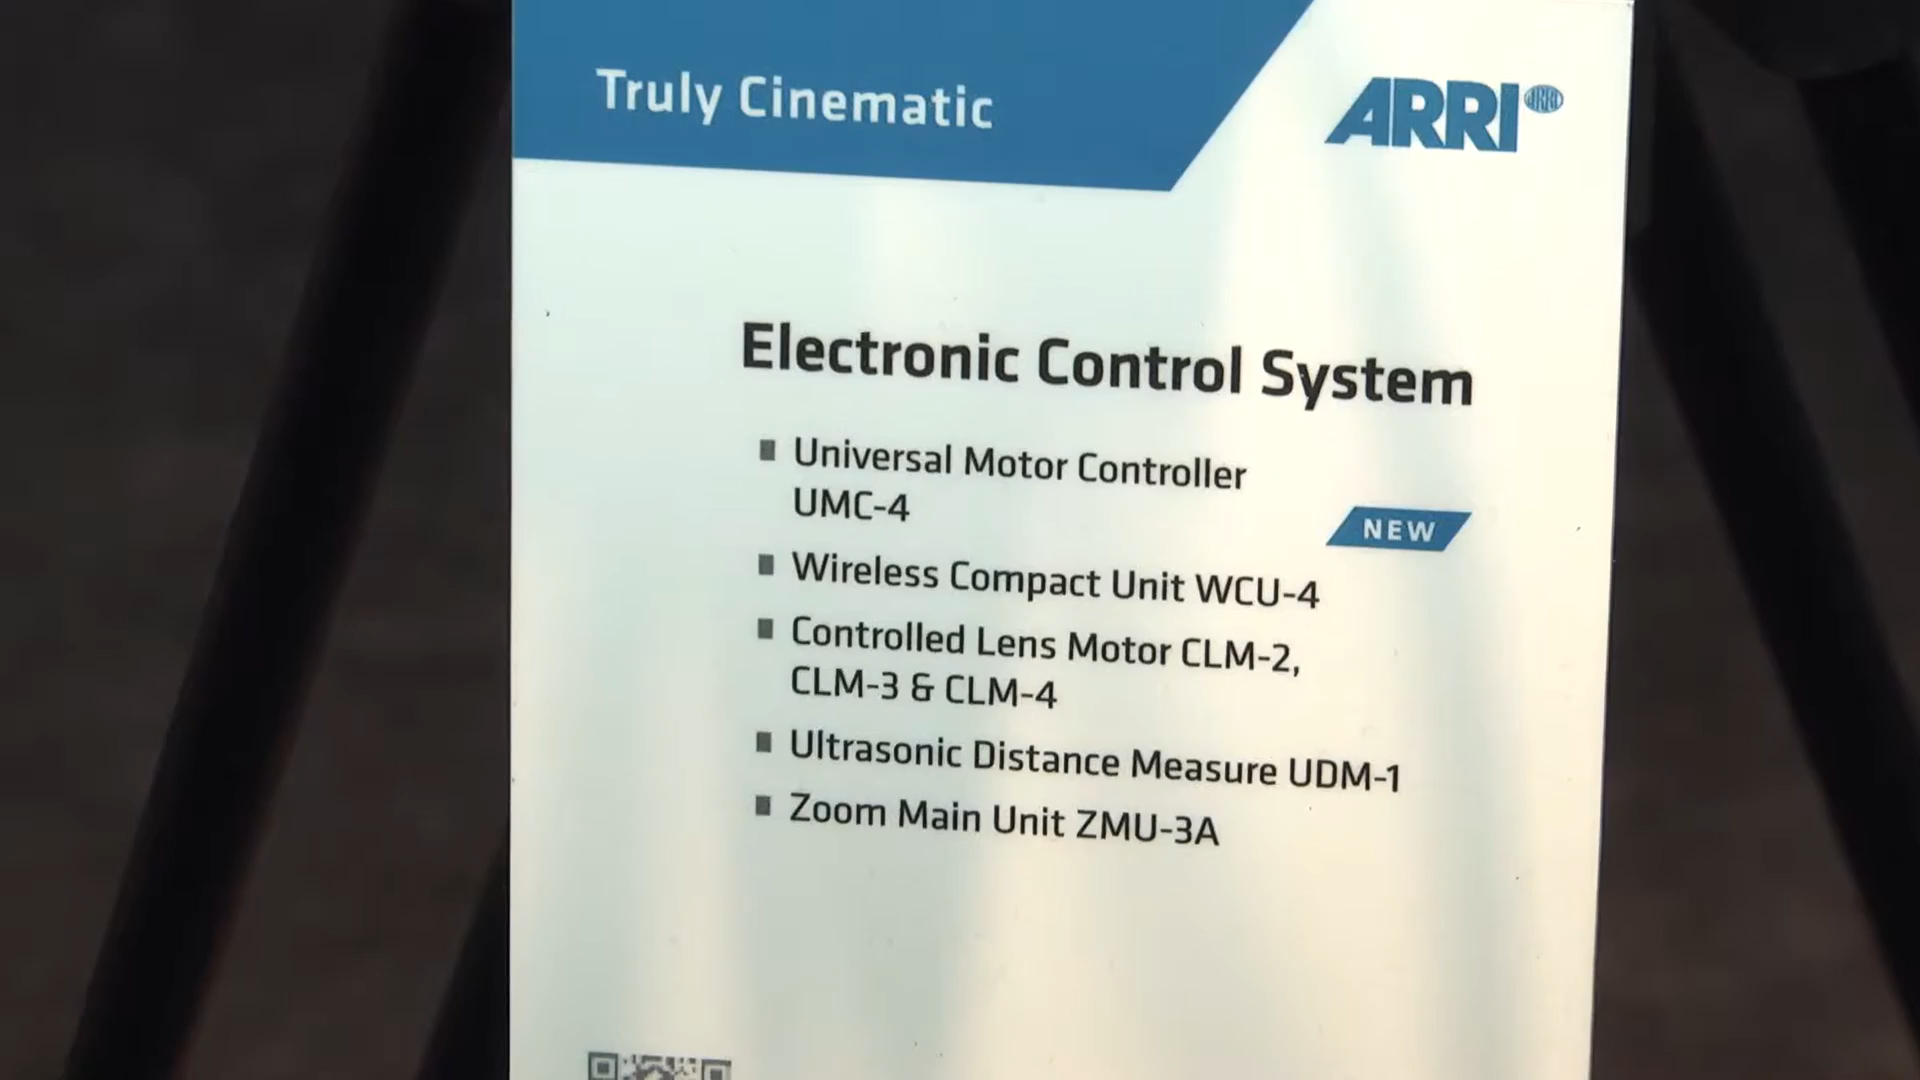 Truly Cinematic
ARRI
Electronic Control System
Universal Motor Controller
UMC-4
NEW
Wireless Compact Unit WCU-4
Controlled Lens Motor CLM-2,
CLM-3 & CLM-4
Ultrasonic Distance Measure UDM-1
Zoom Main Unit ZMU-3A